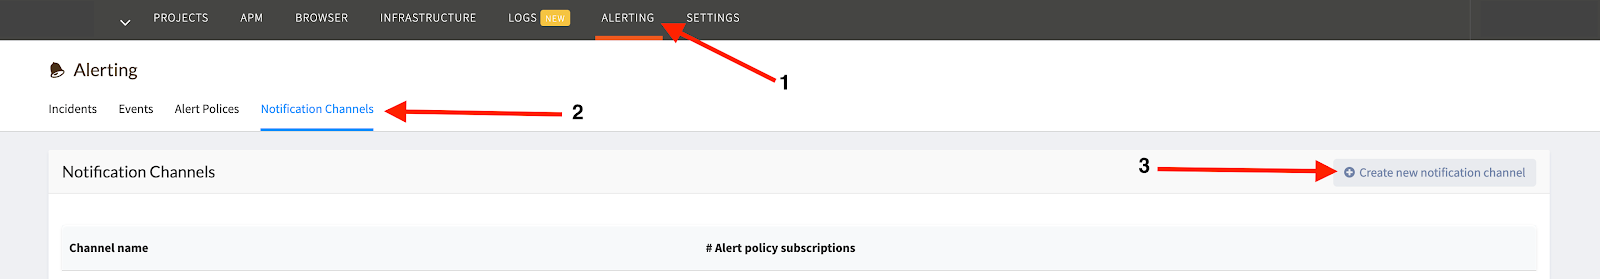 PROJECTS APM BROWSER INFRASTRUCTURE LOGS NEW ALERTING SETTINGS
Alerting
1
Incidents Events Alert Polices Notification Channels
2
Notification Channels
3
Create new notification channel
Channel name # Alert policy subscriptions